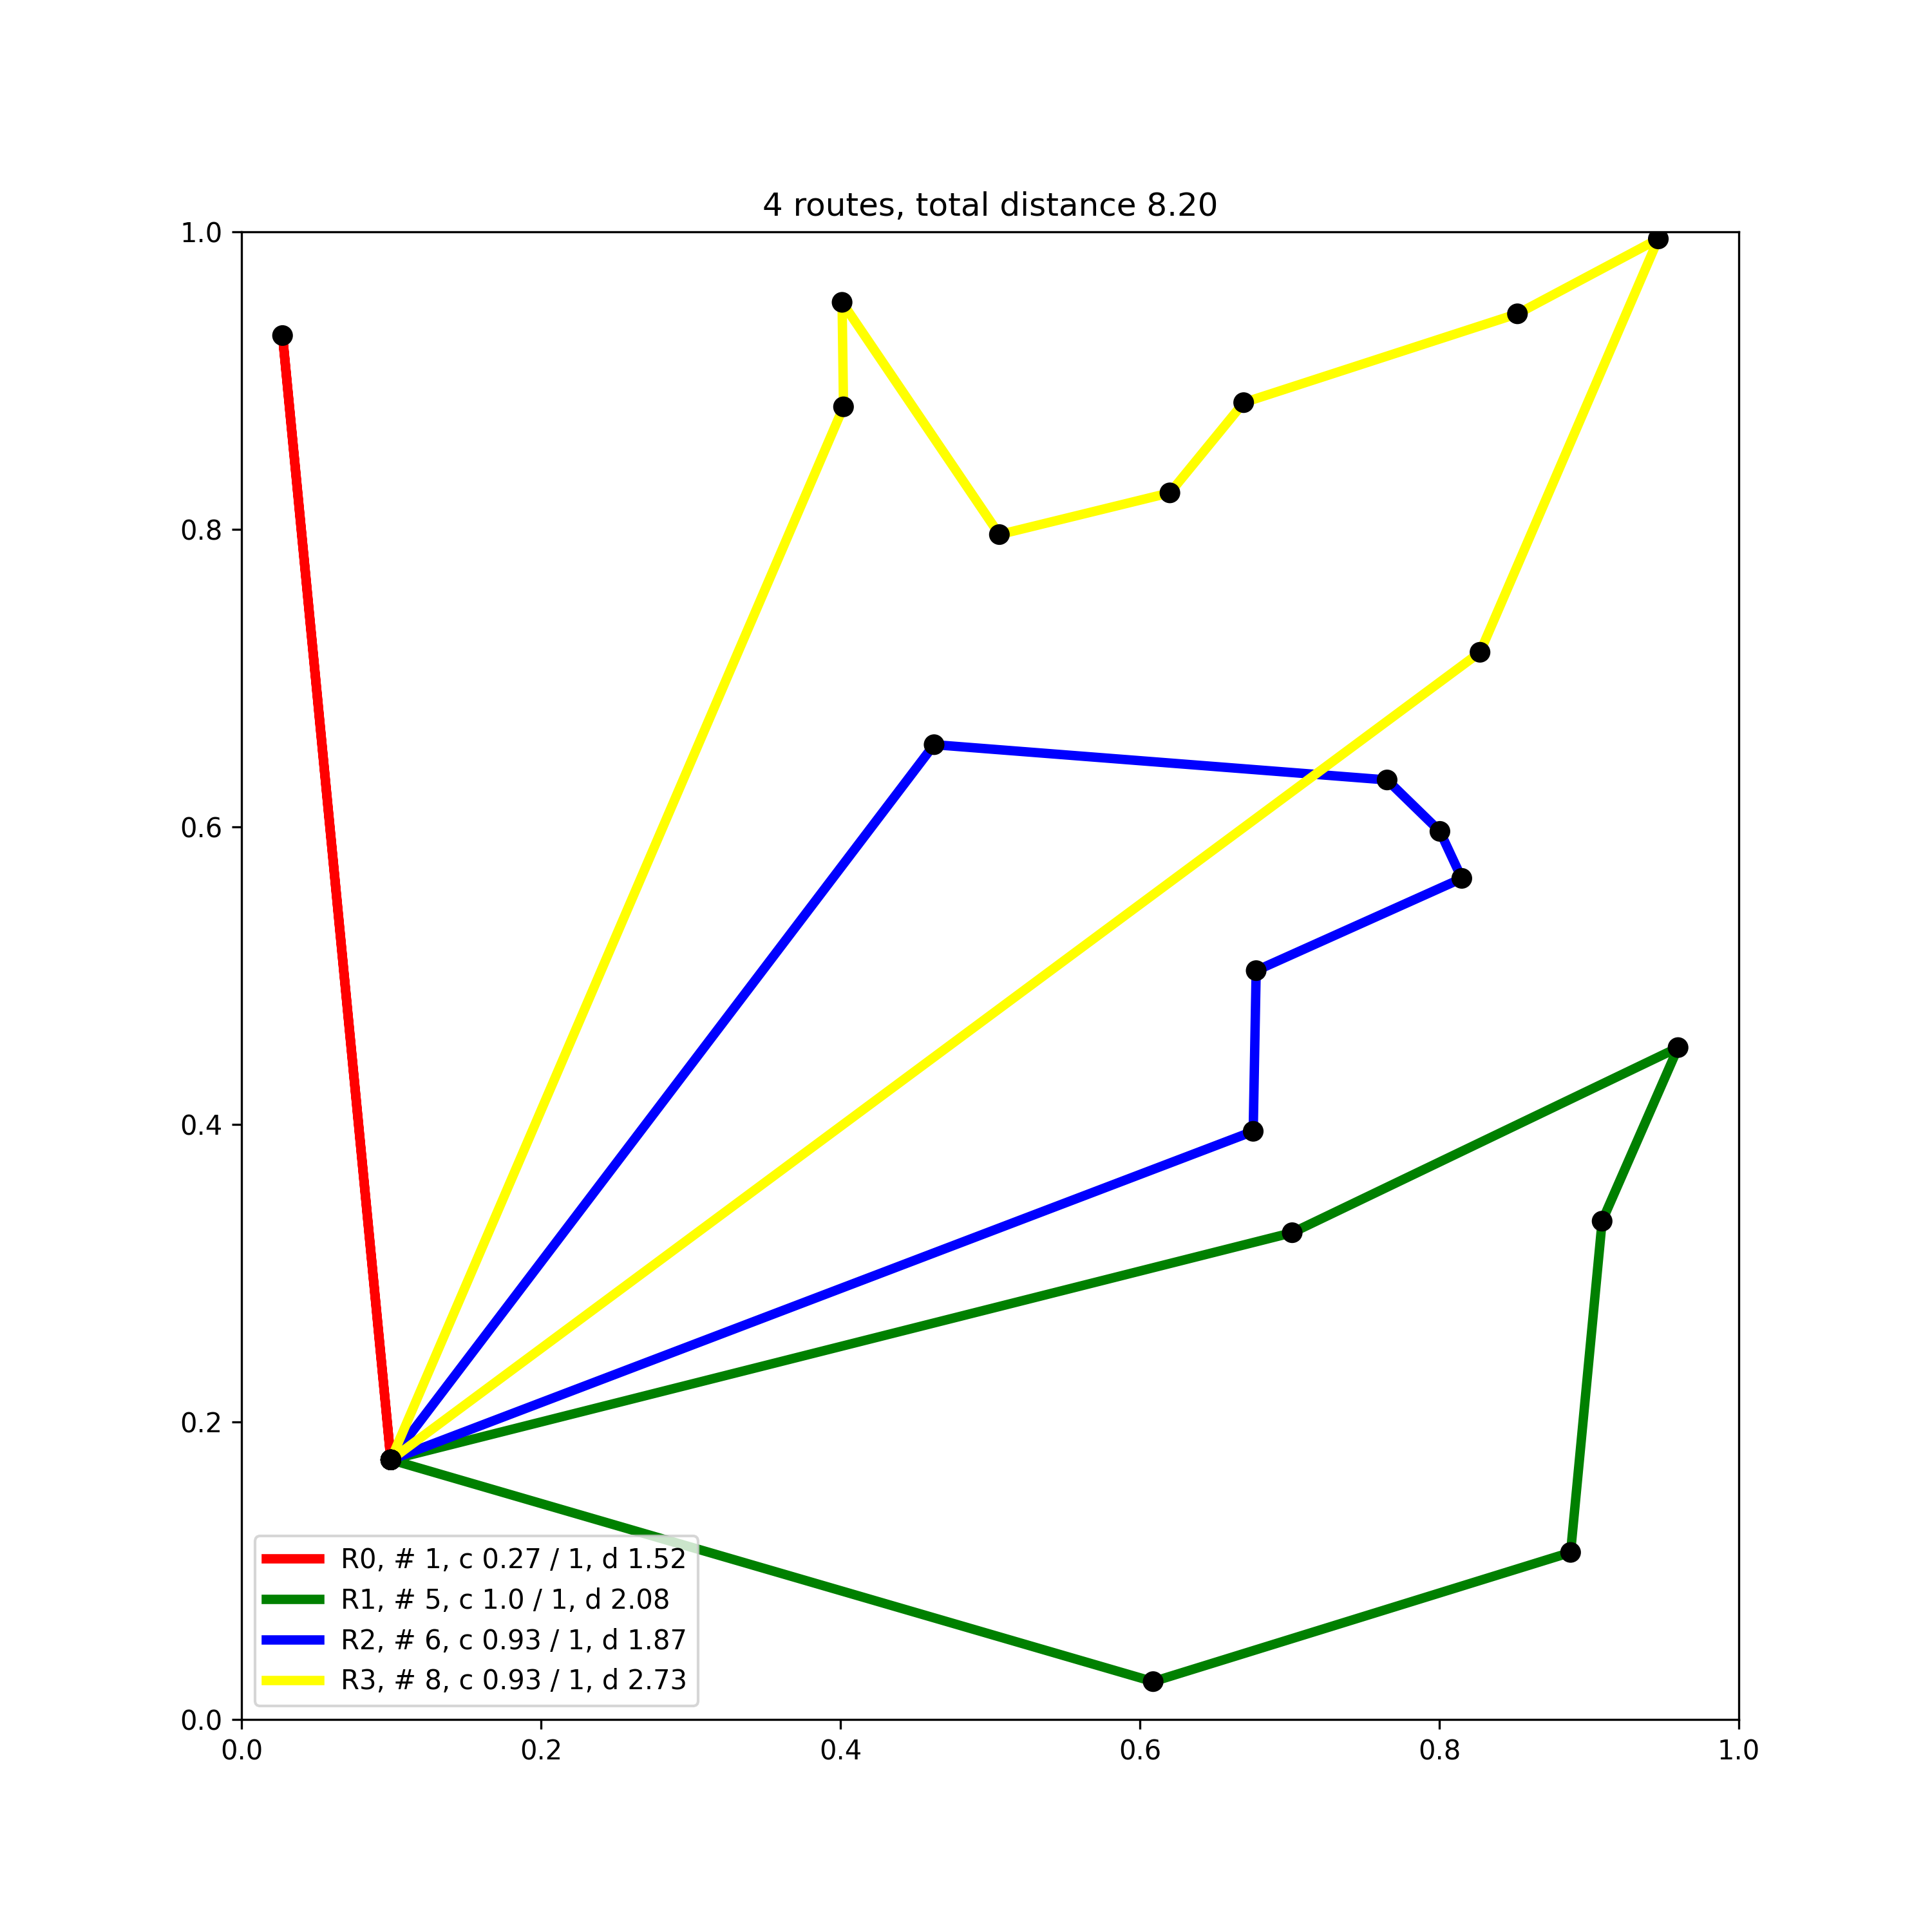 4 routes, total distance 8.20
1.0
0.8
0.6
0.4
0.2
0.0
R0, # 1, c 0.27 / 1, d 1.52
R1, # 5, c 1.0 / 1, d 2.08
R2, # 6, c 0.93 / 1, d 1.87
R3, # 8, c 0.93 / 1, d 2.73
0.0 0.2 0.4 0.6 0.8 1.0